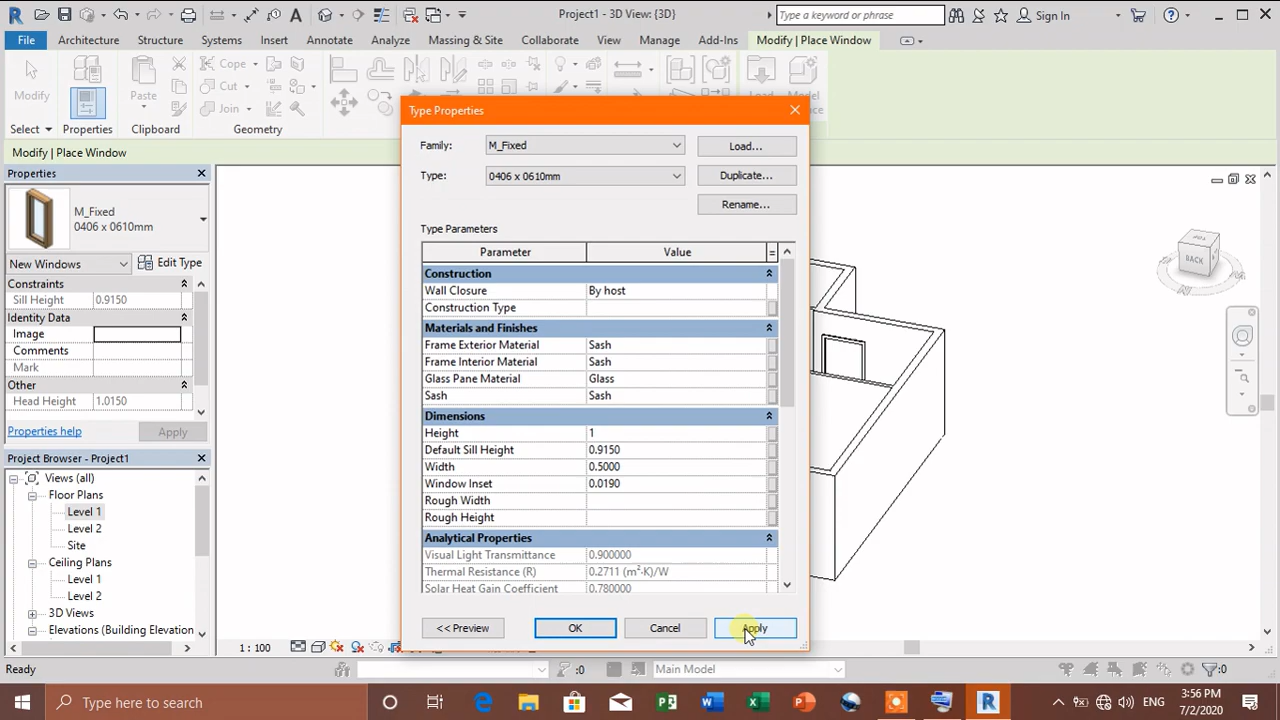 Project1 - 3D View: {3D}
Type a keyword or phrase
Sign In
File Architecture Structure Systems Insert Annotate Analyze Massing & Site Collaborate View Manage Add-Ins Modify | Place Window
Modify
Properties
Paste
Cope
Cut
Join
Select
Properties
Clipboard
Geometry
Modify | Place Window
Properties
M_Fixed
0406 x 0610mm
New Windows
Edit Type
Constraints
Sill Height 0.9150
Identity Data
Image
Comments
Mark
Other
Head Height 1.0150
Properties help
Apply
Project Browser - Project1
Views (all)
Floor Plans
Level 1
Level 2
Site
Ceiling Plans
Level 1
Level 2
3D Views
Elevations (Building Elevation)
Type Properties
Family: M_Fixed Load...
Type: 0406 x 0610mm Duplicate...
Rename...
Type Parameters
Parameter Value =
Construction
Wall Closure By host
Construction Type
Materials and Finishes
Frame Exterior Material Sash
Frame Interior Material Sash
Glass Pane Material Glass
Sash Sash
Dimensions
Height 1
Default Sill Height 0.9150
Width 0.5000
Window Inset 0.0190
Rough Width
Rough Height
Analytical Properties
Visual Light Transmittance 0.900000
Thermal Resistance (R) 0.2711 (m²·K)/W
Solar Heat Gain Coefficient 0.780000
<< Preview OK Cancel Apply
BACK
1 : 100
Ready
:0
Main Model
:0
Type here to search
ENG
3:56 PM
7/2/2020